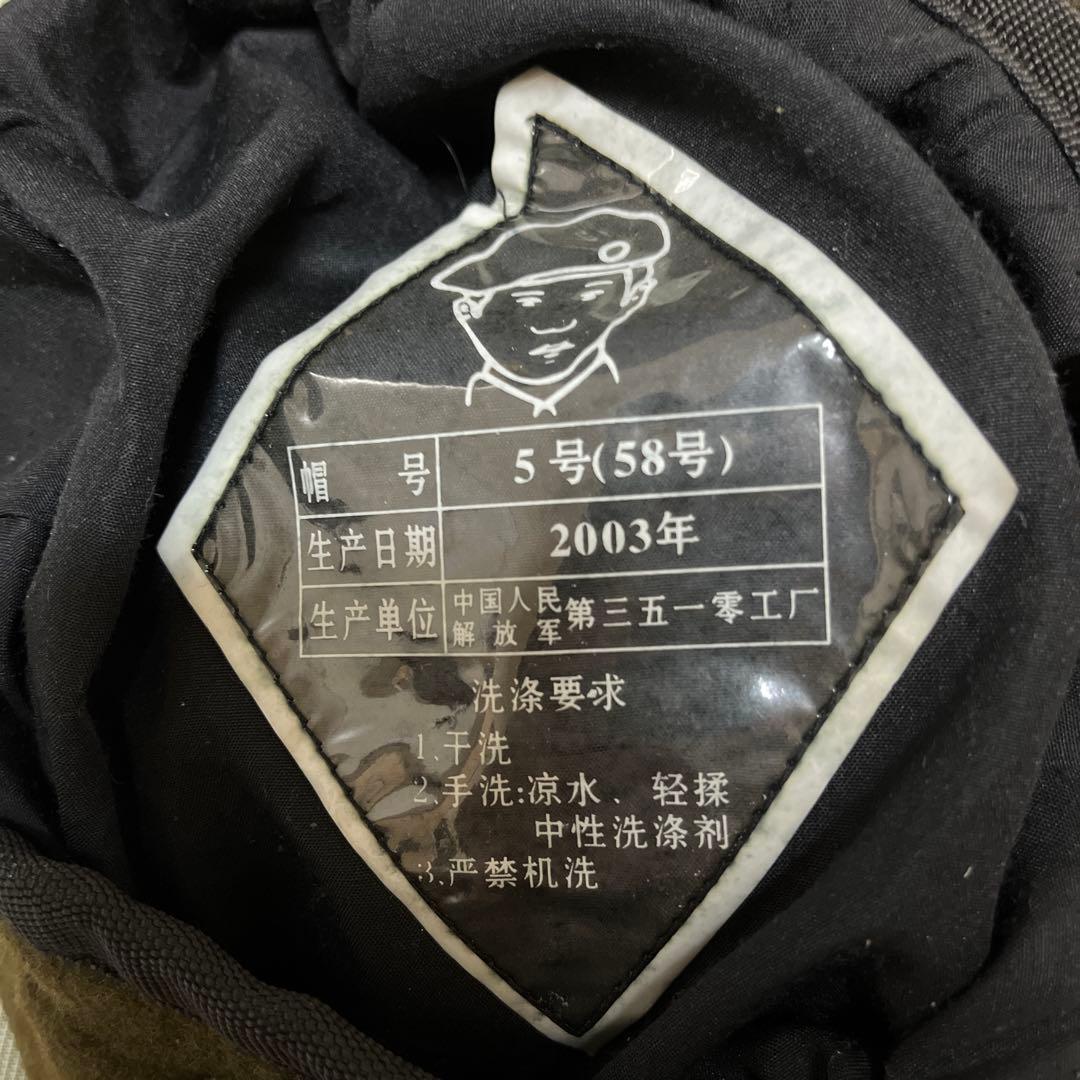 帽 号 5号(58号)
生产日期 2003年
生产单位 中国人民解放军 第三五一零工厂
洗涤要求
1.干洗
2.手洗:凉水、轻揉
中性洗涤剂
3.严禁机洗